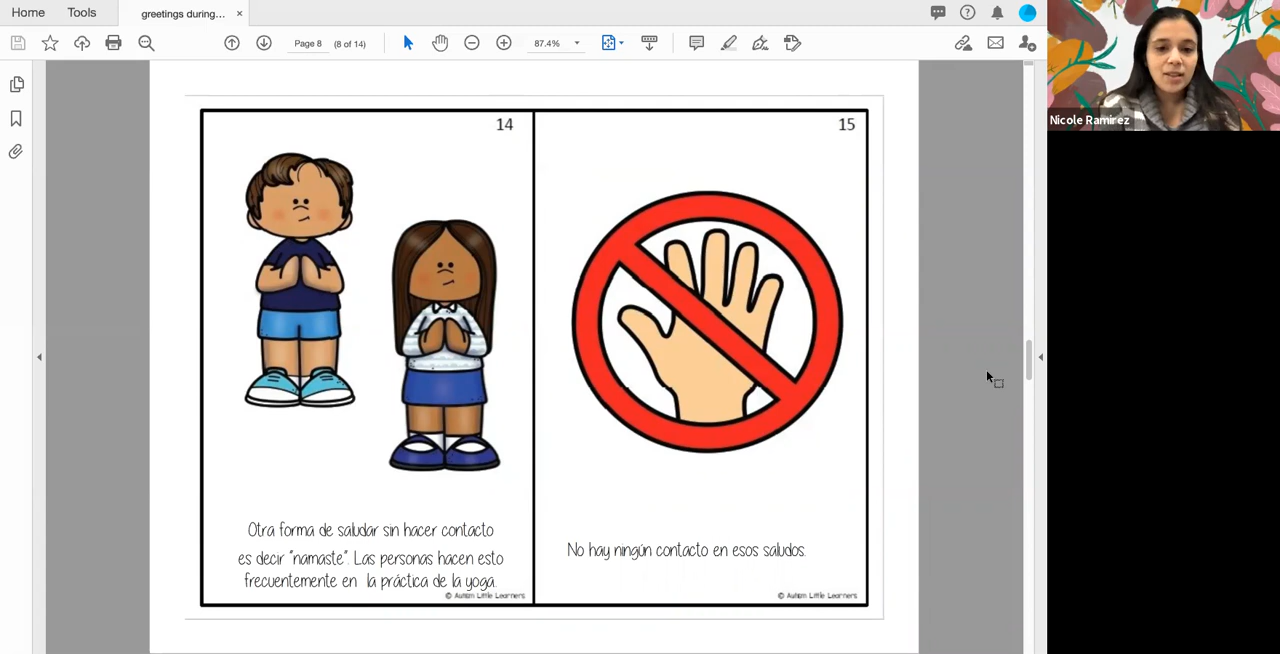 Home Tools greetings during... ×
Page 8 (8 of 14) 87.4%
Nicole Ramirez
14
Otra forma de saludar sin hacer contacto
es decir "namaste". Las personas hacen esto
frecuentemente en la práctica de la yoga.
© Autism Little Learners
15
No hay ningún contacto en esos saludos.
© Autism Little Learners